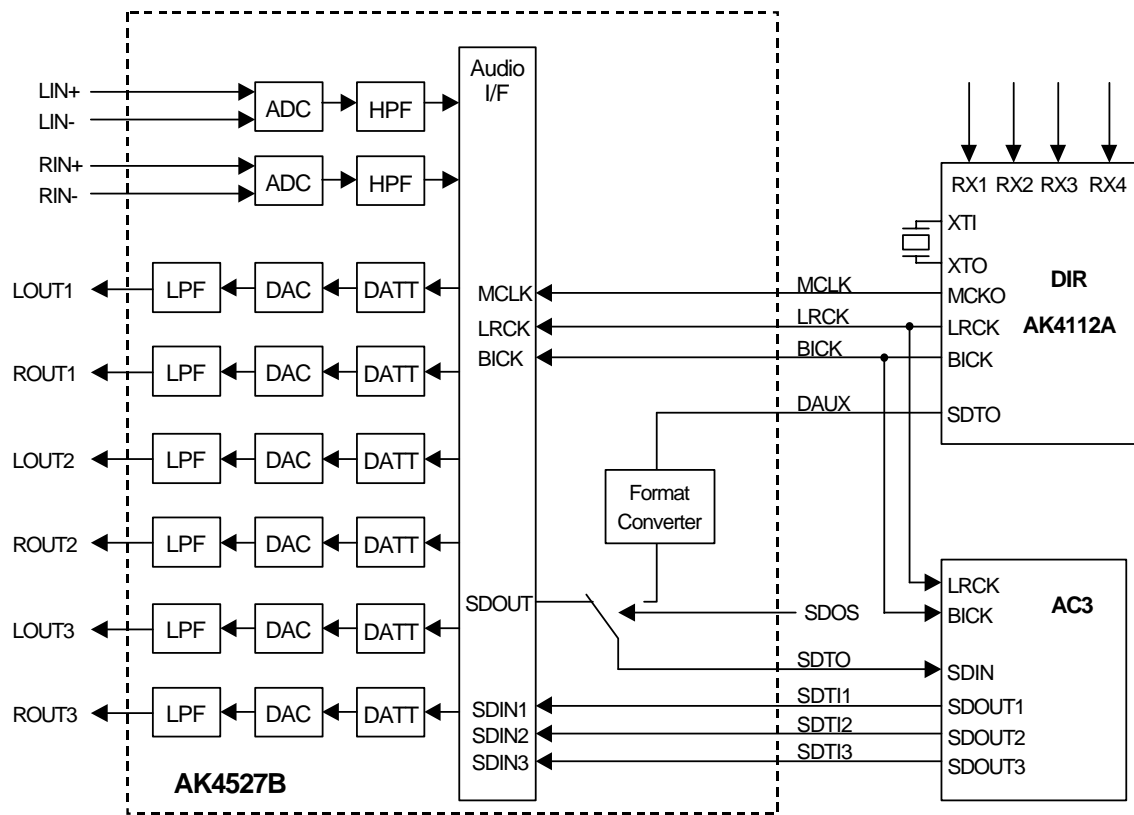 Audio
I/F
LIN+
LIN-
ADC
HPF
RIN+
RIN-
ADC
HPF
LOUT1
LPF
DAC
DATT
ROUT1
LPF
DAC
DATT
LOUT2
LPF
DAC
DATT
ROUT2
LPF
DAC
DATT
LOUT3
LPF
DAC
DATT
ROUT3
LPF
DAC
DATT
AK4527B
MCLK
LRCK
BICK
SDOUT
SDIN1
SDIN2
SDIN3
Format
Converter
MCLK
LRCK
BICK
DAUX
SDOS
SDTO
SDTI1
SDTI2
SDTI3
RX1 RX2 RX3 RX4
XTI
XTO
MCKO
LRCK
BICK
SDTO
DIR
AK4112A
LRCK
BICK
SDIN
SDOUT1
SDOUT2
SDOUT3
AC3